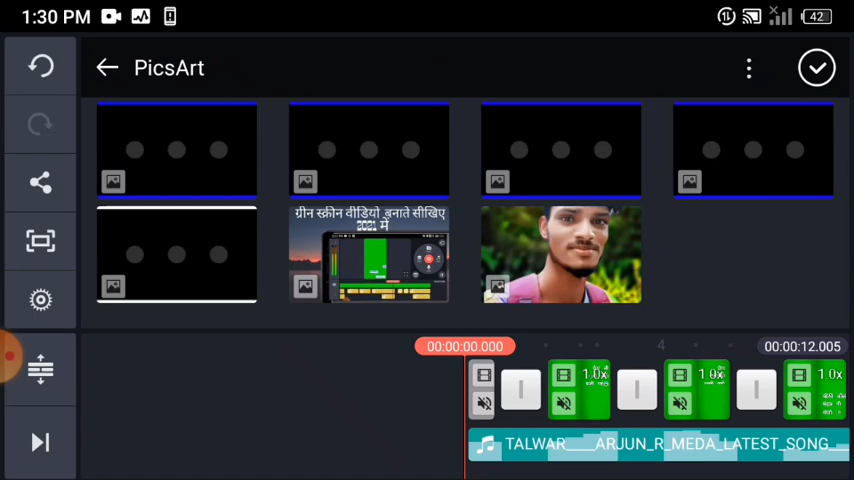 1:30 PM
42
PicsArt
ग्रीन स्क्रीन वीडियो बनाते सीखिए
2021 में
00:00:00.000
4
00:00:12.005
1.0x
1.0x
1.0x
TALWAR____ARJUN_R_MEDA_LATEST_SONG___